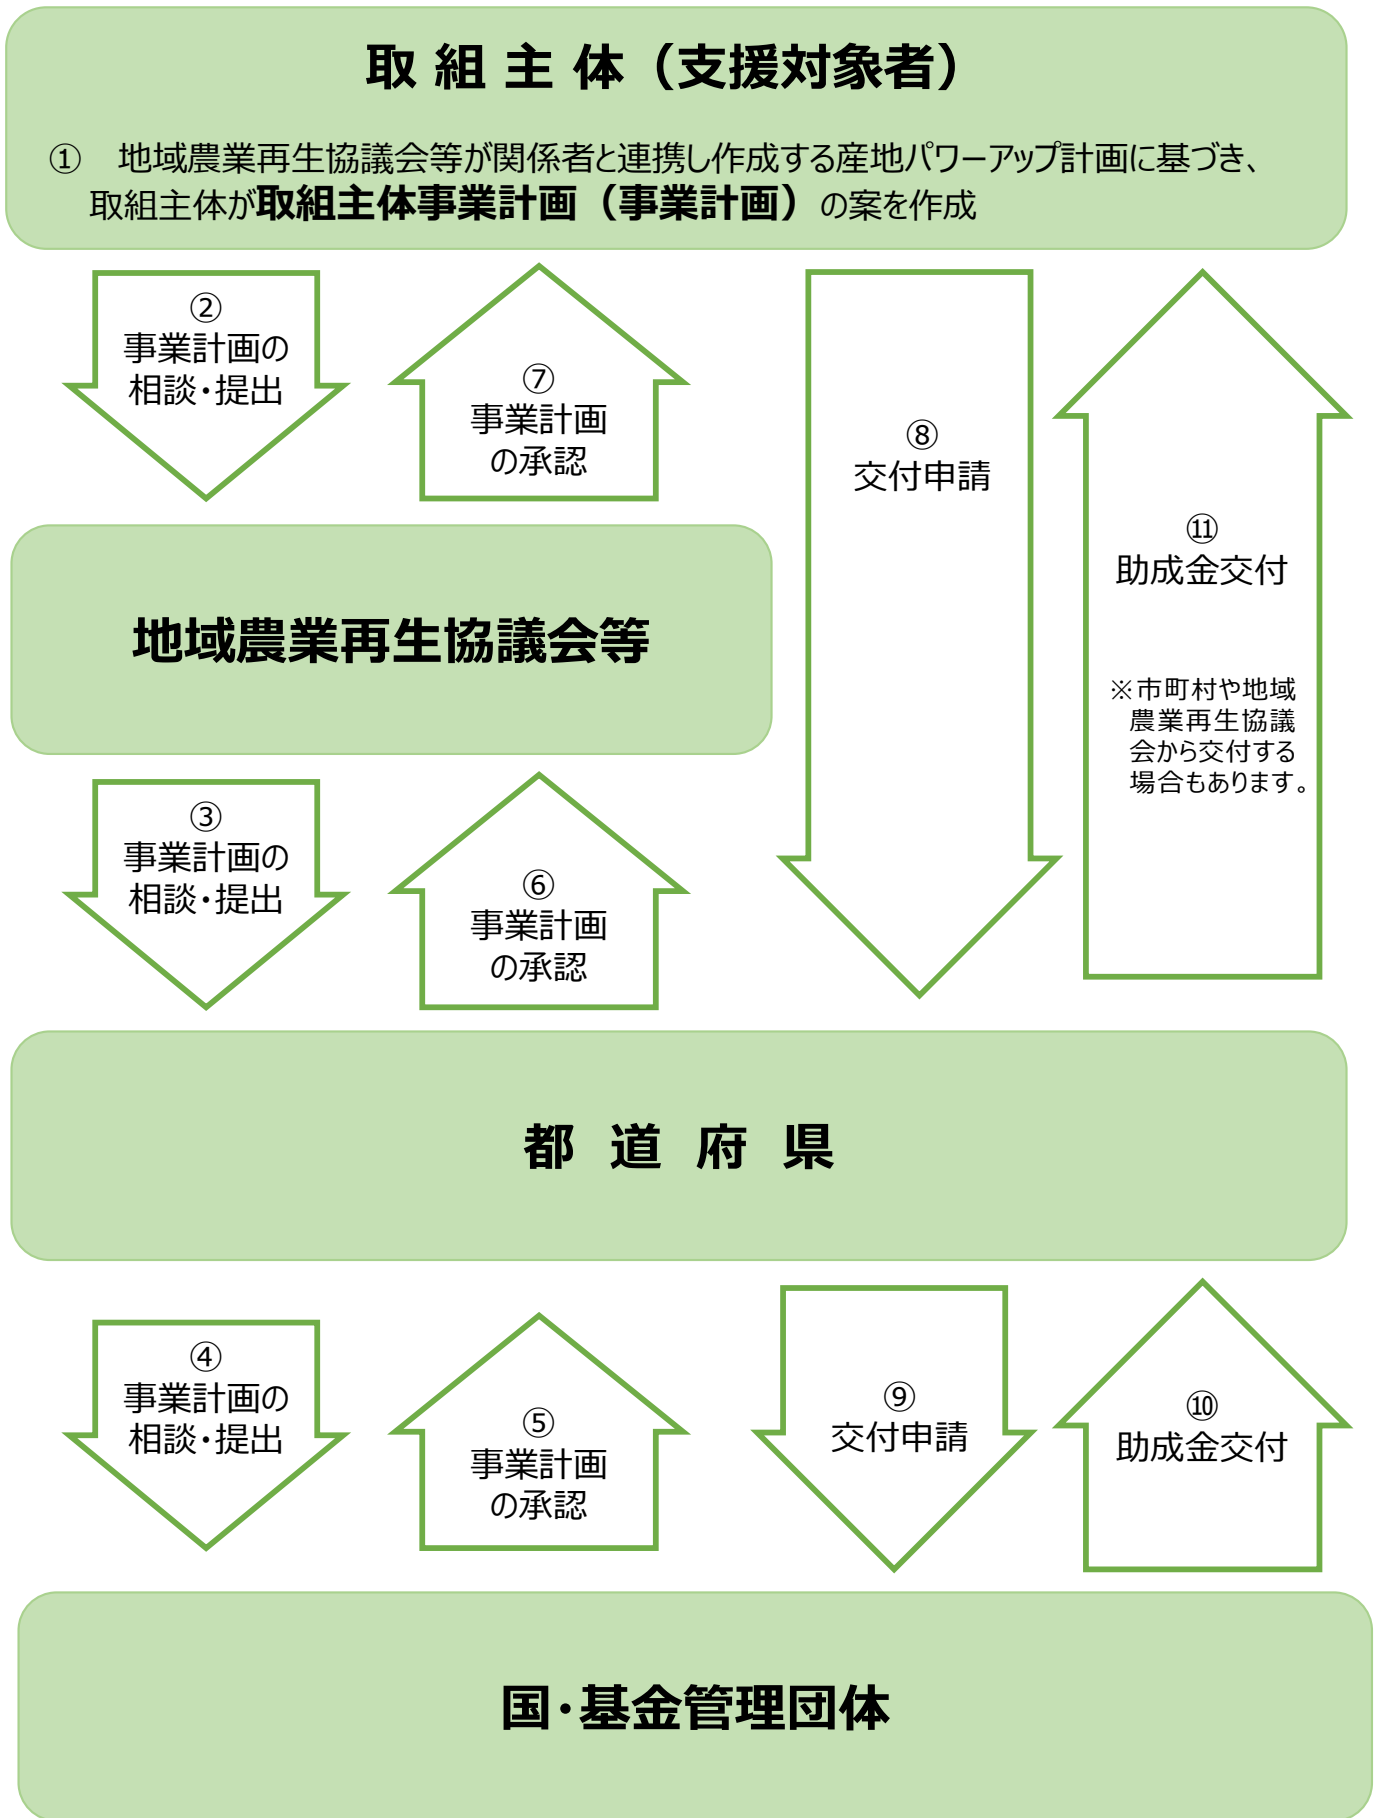 取 組 主 体（支援対象者）
①　地域農業再生協議会等が関係者と連携し作成する産地パワーアップ計画に基づき、
取組主体が取組主体事業計画（事業計画）の案を作成
②
事業計画の
相談・提出
⑦
事業計画
の承認
⑧
交付申請
⑪
助成金交付
※市町村や地域
農業再生協議
会から交付する
場合もあります。
地域農業再生協議会等
③
事業計画の
相談・提出
⑥
事業計画
の承認
都 道 府 県
④
事業計画の
相談・提出
⑤
事業計画
の承認
⑨
交付申請
⑩
助成金交付
国・基金管理団体